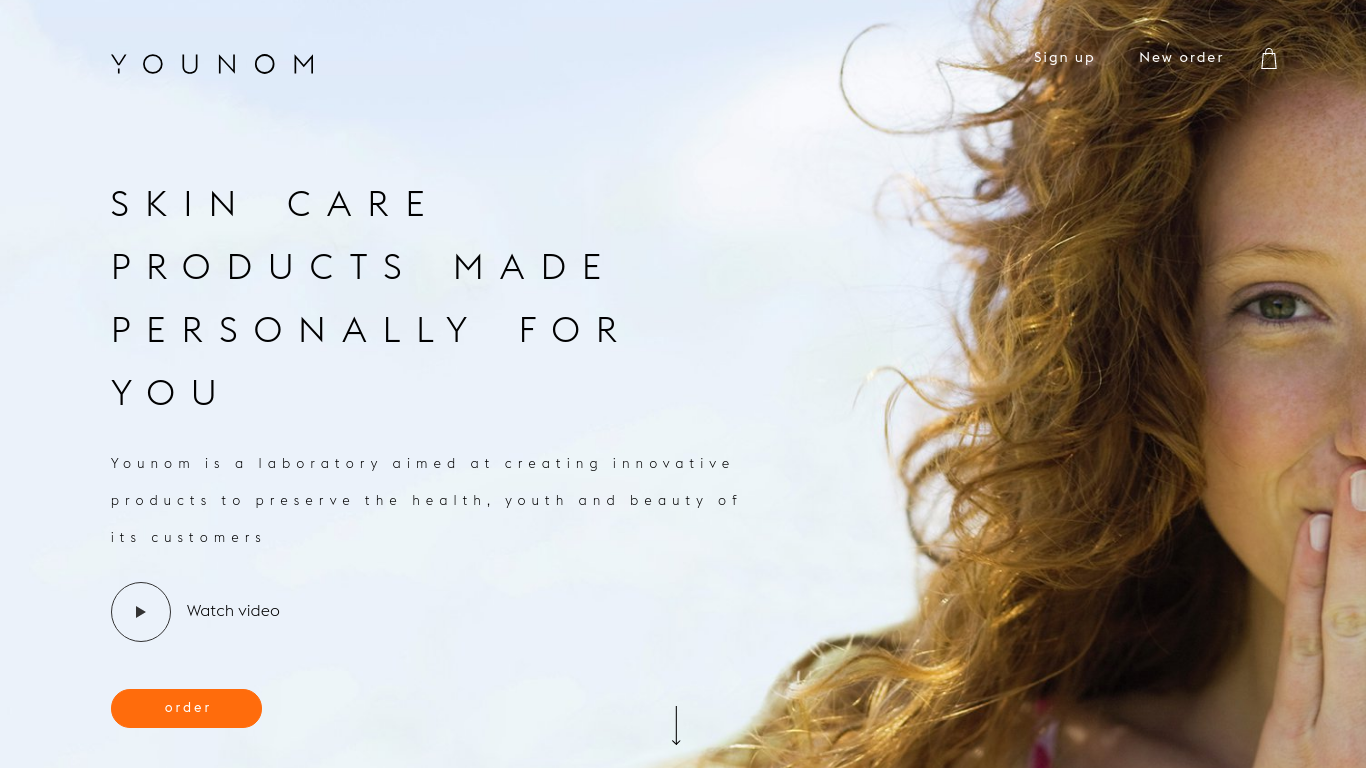 YOUNOM
Sign up
New order
SKIN CARE
PRODUCTS MADE
PERSONALLY FOR
YOU
Younom is a laboratory aimed at creating innovative
products to preserve the health, youth and beauty of
its customers
Watch video
order